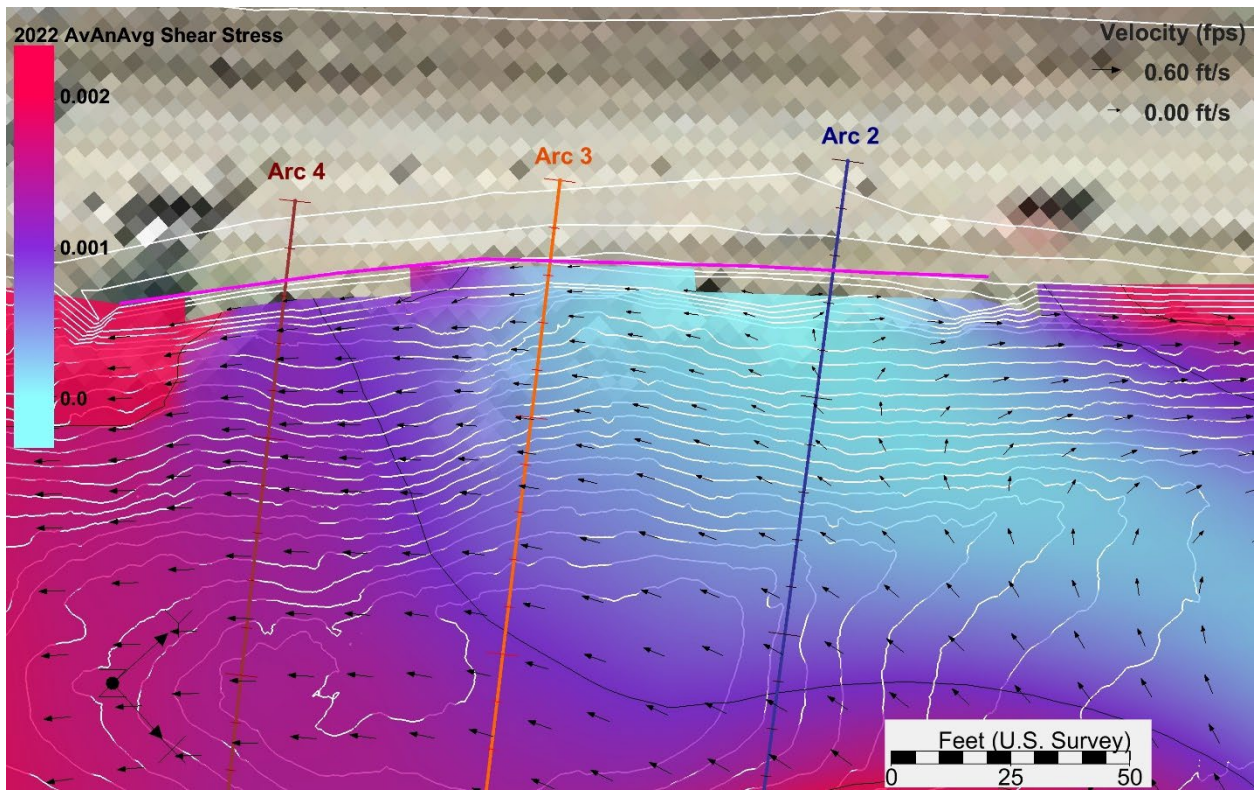 2022 AvAnAvg Shear Stress
0.002
0.001
0.0
Velocity (fps)
0.60 ft/s
0.00 ft/s
Arc 4
Arc 3
Arc 2
Feet (U.S. Survey)
0 25 50